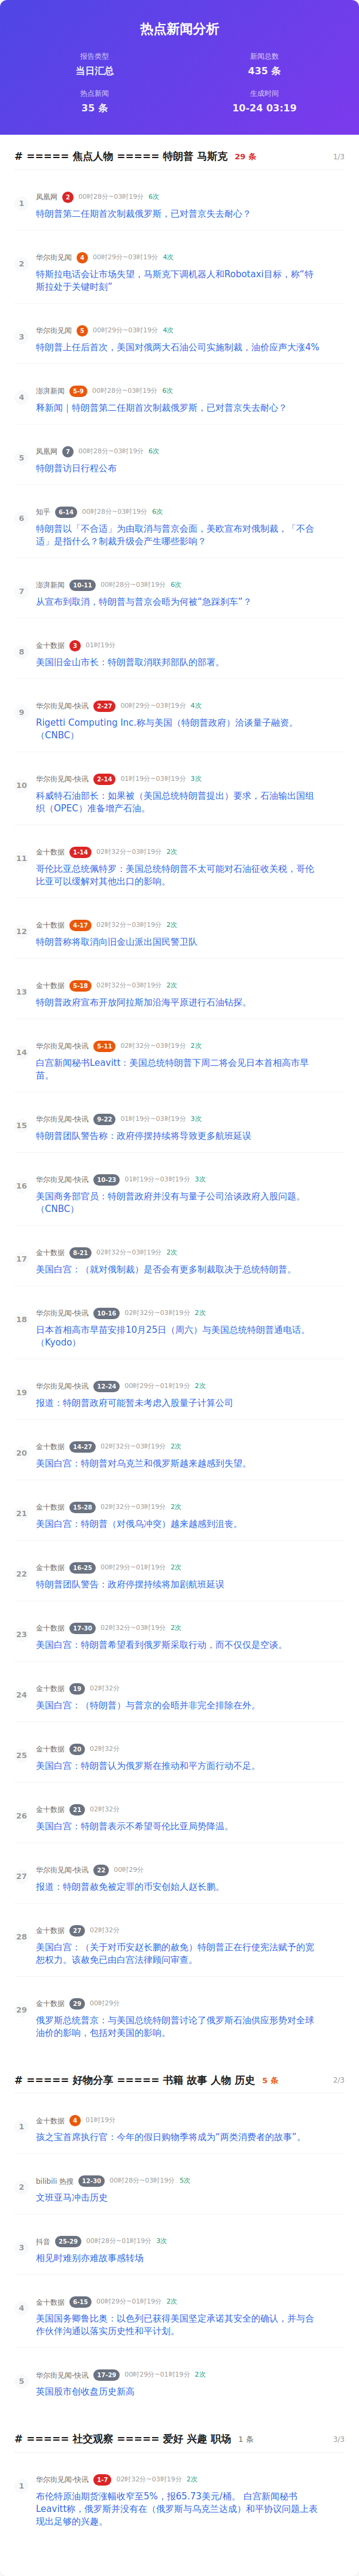 热点新闻分析
报告类型
新闻总数
当日汇总
435 条
热点新闻
生成时间
35 条
10-24 03:19
# ===== 焦点人物 ===== 特朗普 马斯克 29 条 1/3
1
凤凰网 2 00时28分~03时19分 6次
特朗普第二任期首次制裁俄罗斯，已对普京失去耐心？
2
华尔街见闻 4 00时29分~03时19分 4次
特斯拉电话会让市场失望，马斯克下调机器人和Robotaxi目标，称“特
斯拉处于关键时刻”
3
华尔街见闻 5 00时29分~03时19分 4次
特朗普上任后首次，美国对俄两大石油公司实施制裁，油价应声大涨4%
4
澎湃新闻 5-9 00时28分~03时19分 6次
释新闻｜特朗普第二任期首次制裁俄罗斯，已对普京失去耐心？
5
凤凰网 7 00时28分~03时19分 6次
特朗普访日行程公布
6
知乎 6-14 00时28分~03时19分 6次
特朗普以「不合适」为由取消与普京会面，美欧宣布对俄制裁，「不合
适」是指什么？制裁升级会产生哪些影响？
7
澎湃新闻 10-11 00时28分~03时19分 6次
从宣布到取消，特朗普与普京会晤为何被“急踩刹车”？
8
金十数据 3 01时19分
美国旧金山市长：特朗普取消联邦部队的部署。
9
华尔街见闻-快讯 2-27 00时29分~03时19分 4次
Rigetti Computing Inc.称与美国（特朗普政府）洽谈量子融资。
（CNBC）
10
华尔街见闻-快讯 2-14 01时19分~03时19分 3次
科威特石油部长：如果被（美国总统特朗普提出）要求，石油输出国组
织（OPEC）准备增产石油。
11
金十数据 1-14 02时32分~03时19分 2次
哥伦比亚总统佩特罗：美国总统特朗普不太可能对石油征收关税，哥伦
比亚可以缓解对其他出口的影响。
12
金十数据 4-17 02时32分~03时19分 2次
特朗普称将取消向旧金山派出国民警卫队
13
金十数据 5-18 02时32分~03时19分 2次
特朗普政府宣布开放阿拉斯加沿海平原进行石油钻探。
14
华尔街见闻-快讯 5-11 02时32分~03时19分 2次
白宫新闻秘书Leavitt：美国总统特朗普下周二将会见日本首相高市早
苗。
15
华尔街见闻-快讯 9-22 01时19分~03时19分 3次
特朗普团队警告称：政府停摆持续将导致更多航班延误
16
华尔街见闻-快讯 10-23 01时19分~03时19分 3次
美国商务部官员：特朗普政府并没有与量子公司洽谈政府入股问题。
（CNBC）
17
金十数据 8-21 02时32分~03时19分 2次
美国白宫：（就对俄制裁）是否会有更多制裁取决于总统特朗普。
18
华尔街见闻-快讯 10-16 02时32分~03时19分 2次
日本首相高市早苗安排10月25日（周六）与美国总统特朗普通电话。
（Kyodo）
19
华尔街见闻-快讯 12-24 00时29分~01时19分 2次
报道：特朗普政府可能暂未考虑入股量子计算公司
20
金十数据 14-27 02时32分~03时19分 2次
美国白宫：特朗普对乌克兰和俄罗斯越来越感到失望。
21
金十数据 15-28 02时32分~03时19分 2次
美国白宫：特朗普（对俄乌冲突）越来越感到沮丧。
22
金十数据 16-25 00时29分~01时19分 2次
特朗普团队警告：政府停摆持续将加剧航班延误
23
金十数据 17-30 02时32分~03时19分 2次
美国白宫：特朗普希望看到俄罗斯采取行动，而不仅仅是空谈。
24
金十数据 19 02时32分
美国白宫：（特朗普）与普京的会晤并非完全排除在外。
25
金十数据 20 02时32分
美国白宫：特朗普认为俄罗斯在推动和平方面行动不足。
26
金十数据 21 02时32分
美国白宫：特朗普表示不希望哥伦比亚局势降温。
27
华尔街见闻-快讯 22 00时29分
报道：特朗普赦免被定罪的币安创始人赵长鹏。
28
金十数据 27 02时32分
美国白宫：（关于对币安赵长鹏的赦免）特朗普正在行使宪法赋予的宽
恕权力。该赦免已由白宫法律顾问审查。
29
金十数据 29 00时29分
俄罗斯总统普京：与美国总统特朗普讨论了俄罗斯石油供应形势对全球
油价的影响，包括对美国的影响。
# ===== 好物分享 ===== 书籍 故事 人物 历史 5 条 2/3
1
金十数据 4 01时19分
孩之宝首席执行官：今年的假日购物季将成为“两类消费者的故事”。
2
bilibili 热搜 12-30 00时28分~03时19分 5次
文班亚马冲击历史
3
抖音 25-29 00时28分~01时19分 3次
相见时难别亦难故事感转场
4
金十数据 6-15 00时29分~01时19分 2次
美国国务卿鲁比奥：以色列已获得美国坚定承诺其安全的确认，并与合
作伙伴沟通以落实历史性和平计划。
5
华尔街见闻-快讯 17-29 00时29分~01时19分 2次
英国股市创收盘历史新高
# ===== 社交观察 ===== 爱好 兴趣 职场 1 条 3/3
1
华尔街见闻-快讯 1-7 02时32分~03时19分 2次
布伦特原油期货涨幅收窄至5%，报65.73美元/桶。 白宫新闻秘书
Leavitt称，俄罗斯并没有在（俄罗斯与乌克兰达成）和平协议问题上表
现出足够的兴趣。